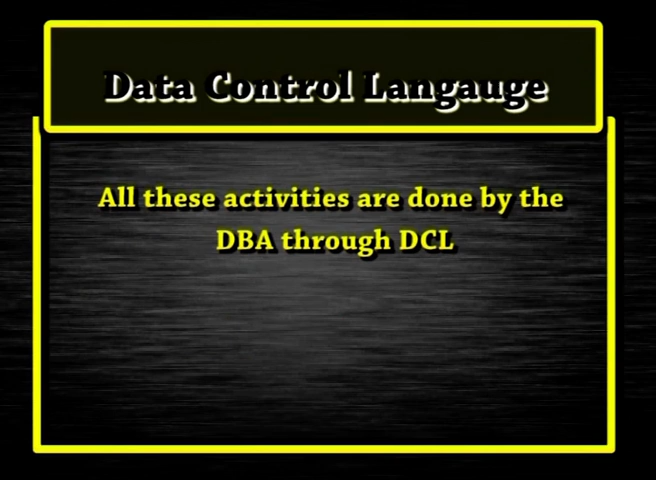 Data Control Langauge
All these activities are done by the
DBA through DCL